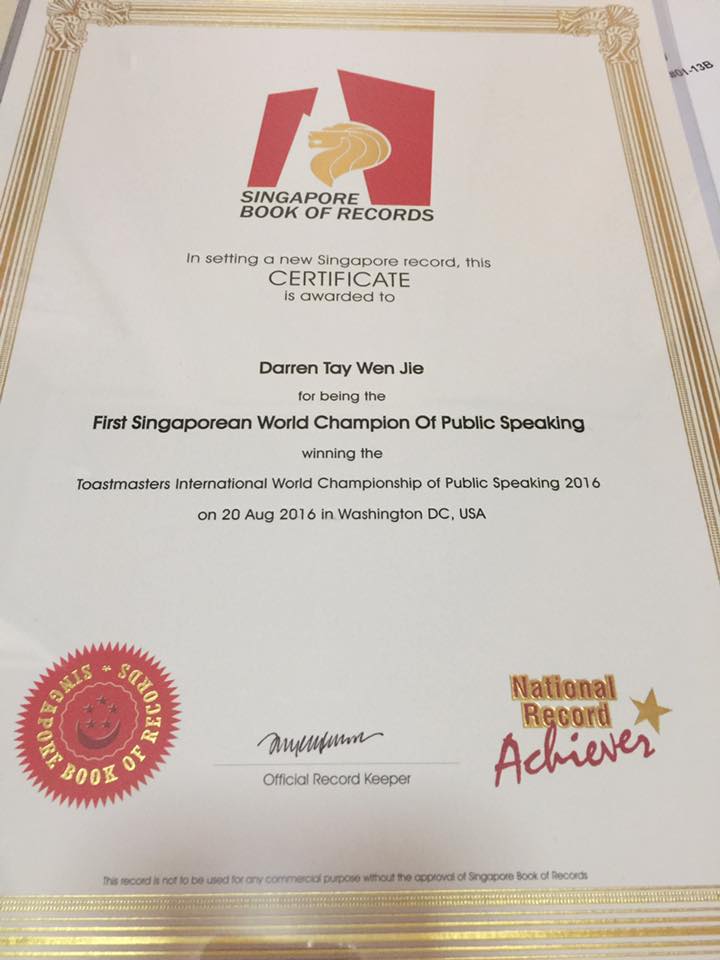 #01-13B
SINGAPORE
BOOK OF RECORDS
In setting a new Singapore record, this
CERTIFICATE
is awarded to
Darren Tay Wen Jie
for being the
First Singaporean World Champion Of Public Speaking
winning the
Toastmasters International World Championship of Public Speaking 2016
on 20 Aug 2016 in Washington DC, USA
SINGAPORE BOOK OF RECORDS
National
Record
Achiever
Official Record Keeper
This record is not to be used for any commercial purpose without the approval of Singapore Book of Records